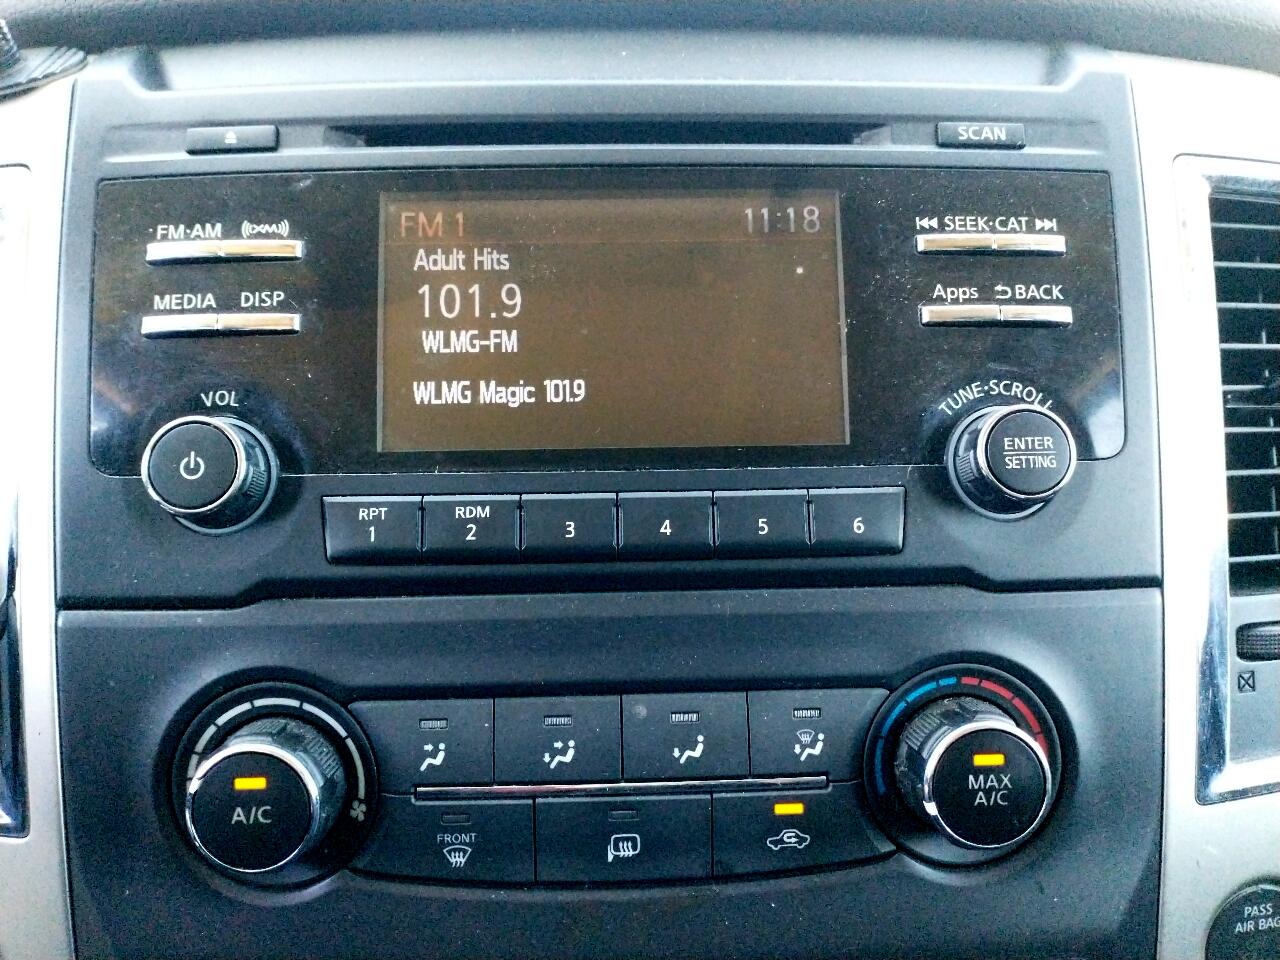 SCAN
FM·AM
((XM))
SEEK·CAT
MEDIA
DISP
Apps
BACK
FM 1
11:18
Adult Hits
101.9
WLMG-FM
WLMG Magic 101.9
VOL
TUNE·SCROLL
ENTER
SETTING
RPT
1
RDM
2
3
4
5
6
A/C
MAX
A/C
FRONT
PASS
AIR BAG